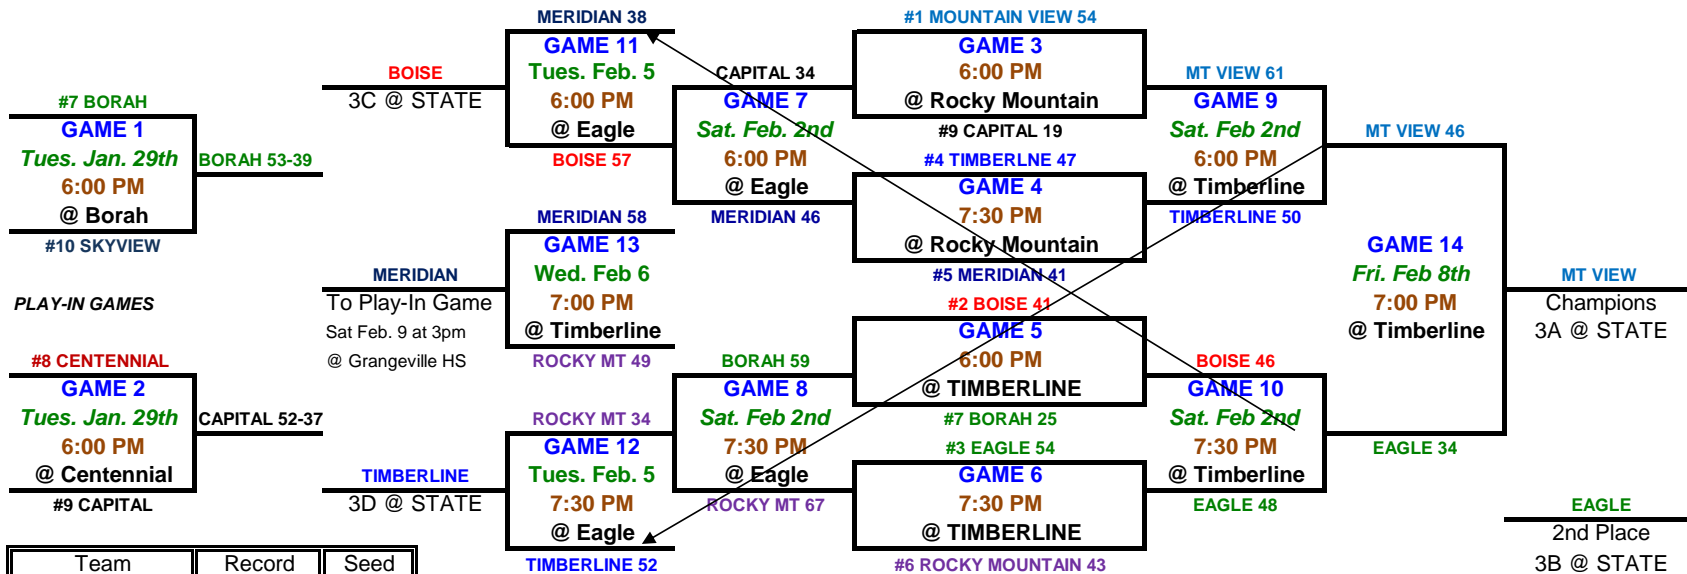 MERIDIAN 38
#1 MOUNTAIN VIEW 54
GAME 11
GAME 3
BOISE
Tues. Feb. 5
CAPITAL 34
6:00 PM
MT VIEW 61
#7 BORAH
3C @ STATE
6:00 PM
GAME 7
@ Rocky Mountain
GAME 9
GAME 1
@ Eagle
Sat. Feb. 2nd
#9 CAPITAL 19
Sat. Feb 2nd
MT VIEW 46
Tues. Jan. 29th
BORAH 53-39
BOISE 57
6:00 PM
#4 TIMBERLNE 47
6:00 PM
6:00 PM
@ Eagle
GAME 4
@ Timberline
@ Borah
MERIDIAN 58
MERIDIAN 46
7:30 PM
TIMBERLINE 50
#10 SKYVIEW
GAME 13
@ Rocky Mountain
GAME 14
MERIDIAN
Wed. Feb 6
#5 MERIDIAN 41
Fri. Feb 8th
MT VIEW
PLAY-IN GAMES
To Play-In Game
7:00 PM
#2 BOISE 41
7:00 PM
Champions
Sat Feb. 9 at 3pm
@ Timberline
GAME 5
@ Timberline
3A @ STATE
#8 CENTENNIAL
@ Grangeville HS
ROCKY MT 49
BORAH 59
6:00 PM
BOISE 46
GAME 2
GAME 8
@ TIMBERLINE
GAME 10
Tues. Jan. 29th
CAPITAL 52-37
ROCKY MT 34
Sat. Feb 2nd
#7 BORAH 25
Sat. Feb 2nd
6:00 PM
GAME 12
7:30 PM
#3 EAGLE 54
7:30 PM
EAGLE 34
@ Centennial
TIMBERLINE
Tues. Feb. 5
@ Eagle
GAME 6
@ Timberline
#9 CAPITAL
3D @ STATE
7:30 PM
ROCKY MT 67
7:30 PM
EAGLE 48
EAGLE
@ Eagle
@ TIMBERLINE
2nd Place
Team Record Seed
TIMBERLINE 52
#6 ROCKY MOUNTAIN 43
3B @ STATE